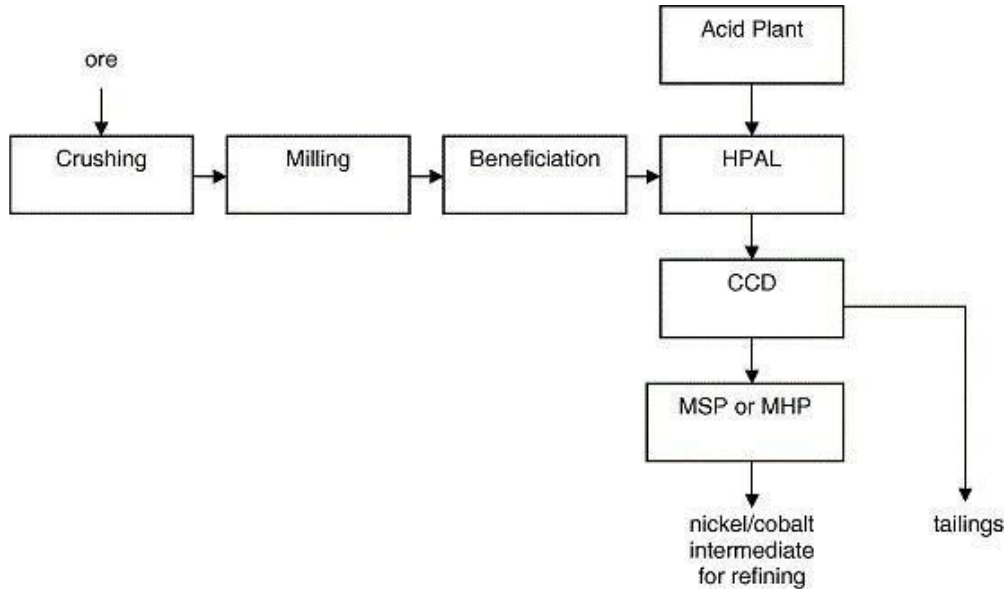 Acid Plant
ore
Crushing
Milling
Beneficiation
HPAL
CCD
MSP or MHP
nickel/cobalt
intermediate
for refining
tailings